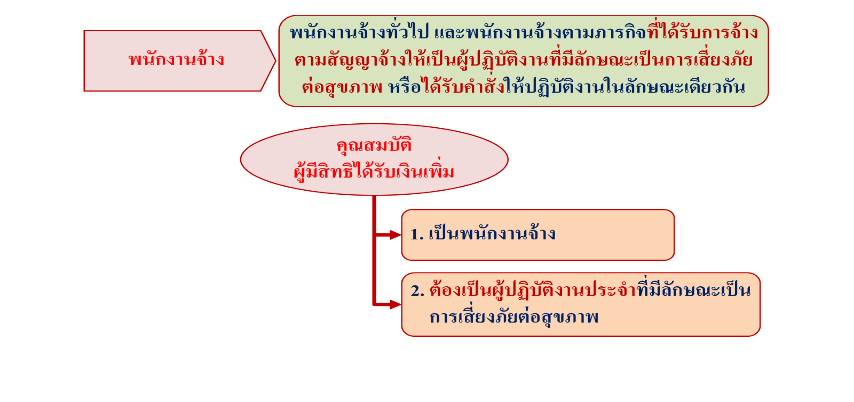 พนักงานจ้าง
พนักงานจ้างทั่วไป และพนักงานจ้างตามภารกิจที่ได้รับการจ้าง
ตามสัญญาจ้างให้เป็นผู้ปฏิบัติงานที่มีลักษณะเป็นการเสี่ยงภัย
ต่อสุขภาพ หรือได้รับคำสั่งให้ปฏิบัติงานในลักษณะเดียวกัน
คุณสมบัติ
ผู้มีสิทธิได้รับเงินเพิ่ม
1. เป็นพนักงานจ้าง
2. ต้องเป็นผู้ปฏิบัติงานประจำที่มีลักษณะเป็น
การเสี่ยงภัยต่อสุขภาพ